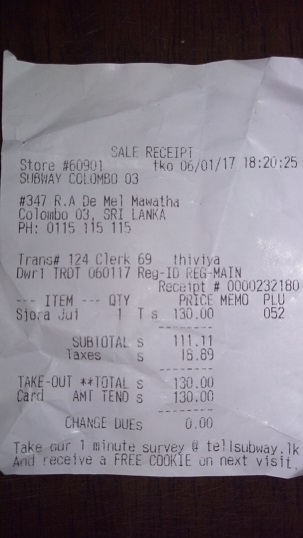 SALE RECEIPT
Store #60901 tko 06/01/17 18:20:25
SUBWAY COLOMBO 03
#347 R.A De Mel Mawatha
Colombo 03, SRI LANKA
PH: 0115 115 115
Trans# 124 Clerk 69 thiviya
Dwr1 TRDT 060117 Reg-ID REG-MAIN
Receipt # 0000232180
--- ITEM --- QTY PRICE MEMO PLU
Sjora Jui 1 T s 130.00 052
--------
SUBTOTAL s 111.11
Taxes s 18.89
--------
TAKE-OUT **TOTAL s 130.00
Card AMT TEND s 130.00
--------
CHANGE DUEs 0.00
Take our 1 minute survey @ tellsubway.lk
And receive a FREE COOKIE on next visit.